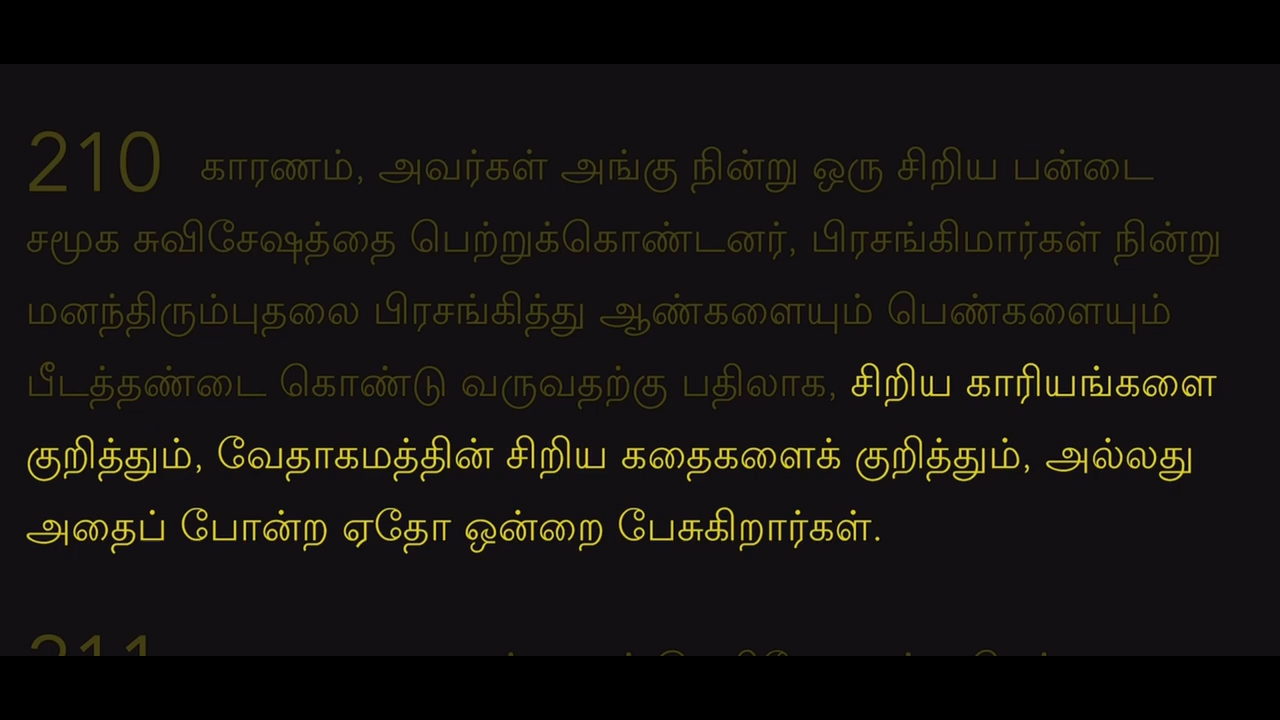 210 காரணம், அவர்கள் அங்கு நின்று ஒரு சிறிய பன்டை
சமூக சுவிசேஷத்தை பெற்றுக்கொண்டனர், பிரசங்கிமார்கள் நின்று
மனந்திரும்புதலை பிரசங்கித்து ஆண்களையும் பெண்களையும்
பீடத்தண்டை கொண்டு வருவதற்கு பதிலாக, சிறிய காரியங்களை
குறித்தும், வேதாகமத்தின் சிறிய கதைகளைக் குறித்தும், அல்லது
அதைப் போன்ற ஏதோ ஒன்றை பேசுகிறார்கள்.
211